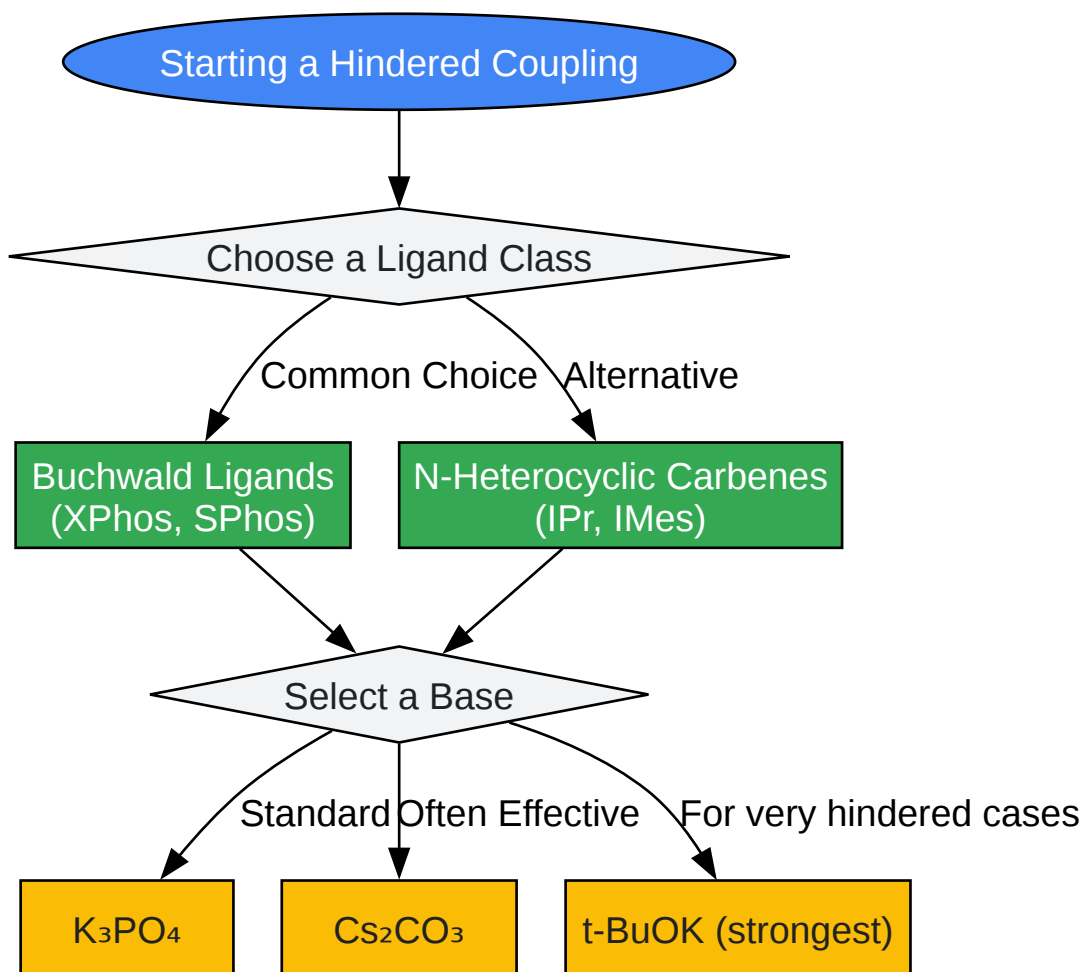 Starting a Hindered Coupling
Choose a Ligand Class
Common Choice
Alternative
Buchwald Ligands
(XPhos, SPhos)
N-Heterocyclic Carbenes
(IPr, IMes)
Select a Base
Standard
Often Effective
For very hindered cases
K₃PO₄
Cs₂CO₃
t-BuOK (strongest)